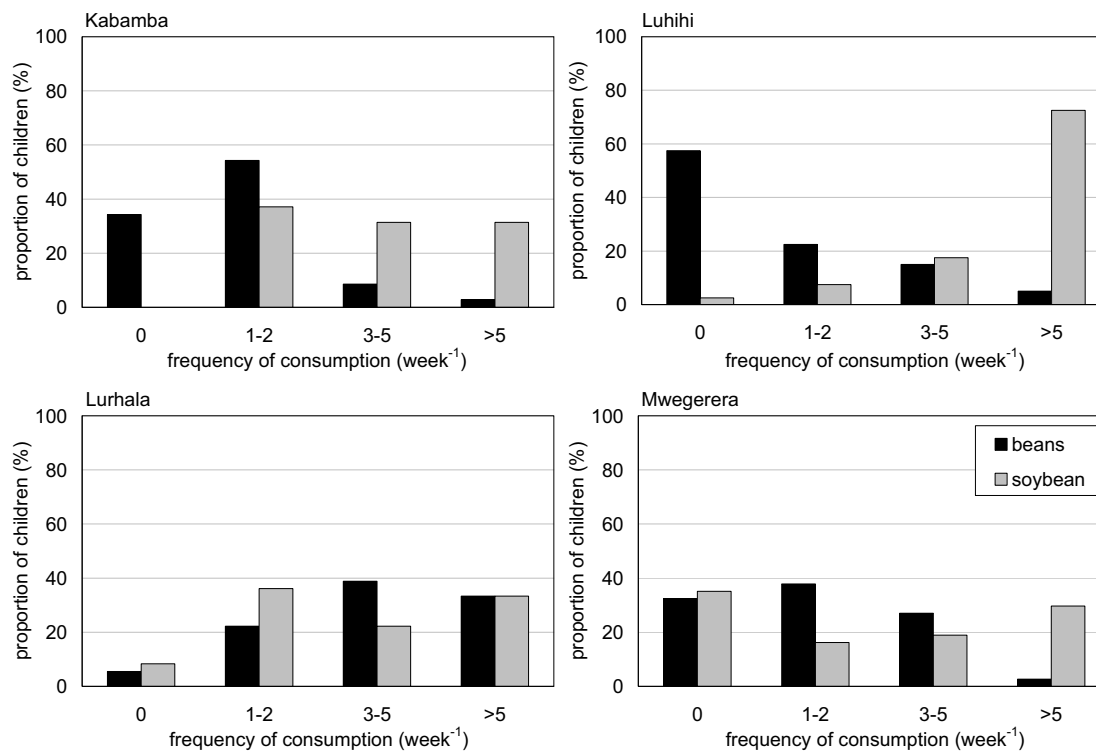 Kabamba
100
80
60
40
20
0
proportion of children (%)
0 1-2 3-5 >5
frequency of consumption (week⁻¹)
Luhihi
100
80
60
40
20
0
proportion of children (%)
0 1-2 3-5 >5
frequency of consumption (week⁻¹)
Lurhala
100
80
60
40
20
0
proportion of children (%)
0 1-2 3-5 >5
frequency of consumption (week⁻¹)
Mwegerera
100
80
60
40
20
0
proportion of children (%)
beans
soybean
0 1-2 3-5 >5
frequency of consumption (week⁻¹)